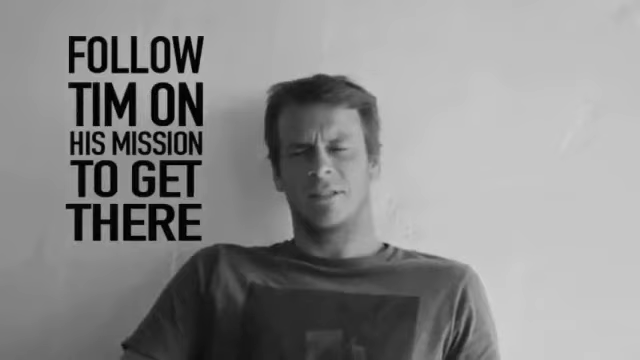 FOLLOW
TIM ON
HIS MISSION
TO GET
THERE